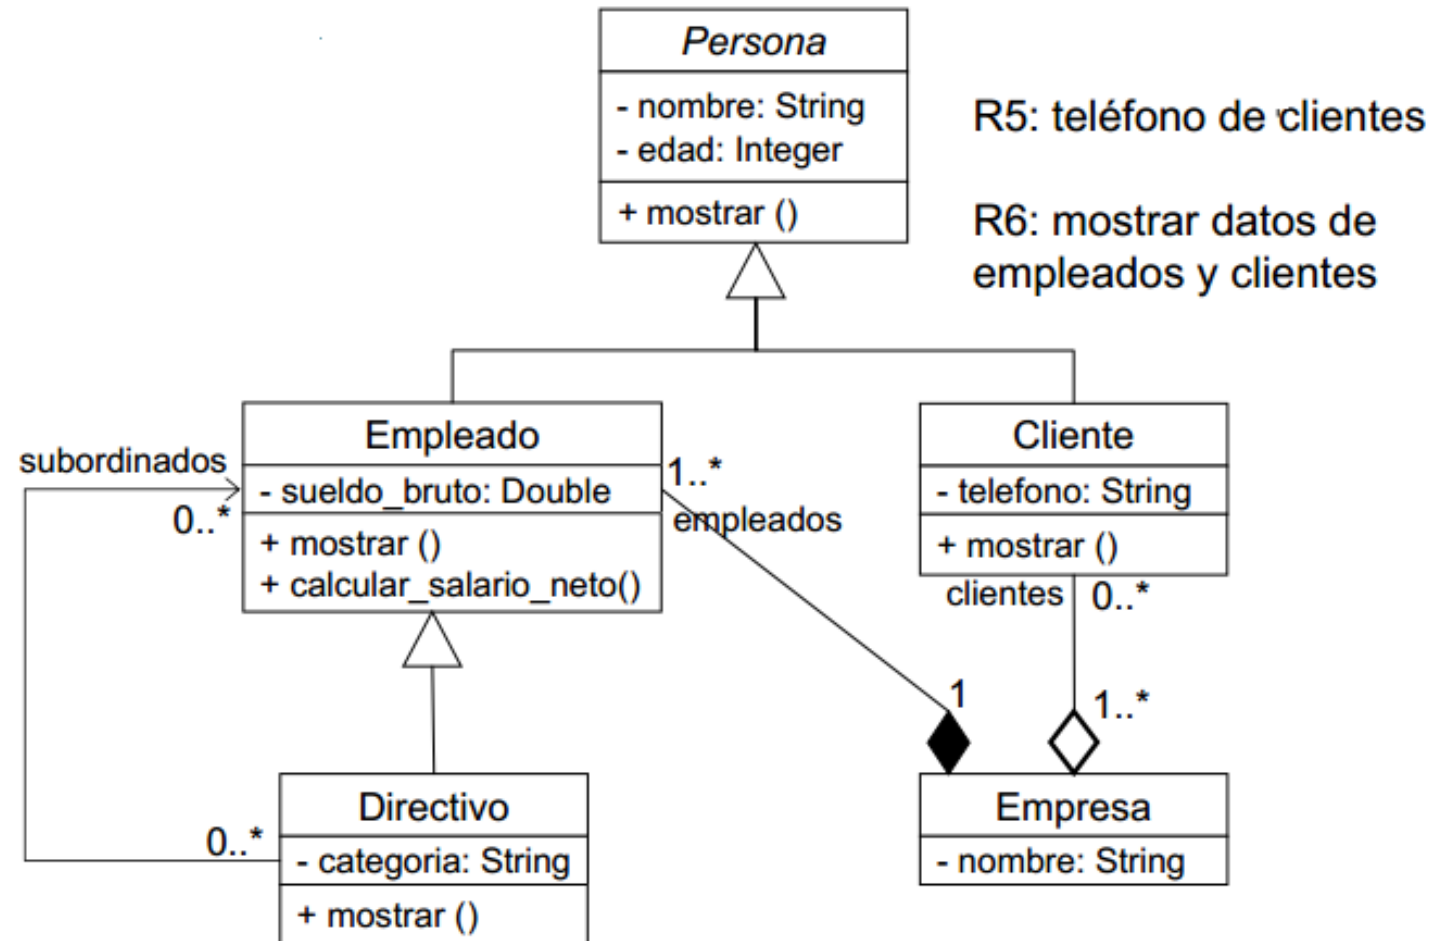 Persona
- nombre: String
- edad: Integer
+ mostrar ()
R5: teléfono de clientes
R6: mostrar datos de
empleados y clientes
subordinados
0..*
Empleado
- sueldo_bruto: Double
+ mostrar ()
+ calcular_salario_neto()
1..*
empleados
Cliente
- telefono: String
+ mostrar ()
clientes
0..*
1
1..*
0..*
Directivo
- categoria: String
+ mostrar ()
Empresa
- nombre: String